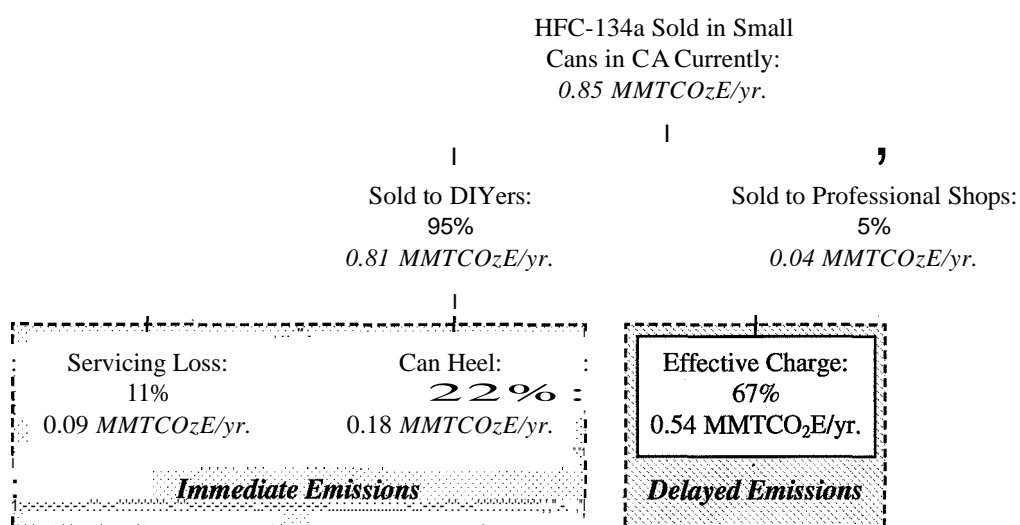 HFC-134a Sold in Small
Cans in CA Currently:
0.85 MMTCOzE/yr.
Sold to DIYers:
95%
0.81 MMTCOzE/yr.
Sold to Professional Shops:
5%
0.04 MMTCOzE/yr.
Servicing Loss:
11%
0.09 MMTCOzE/yr.
Can Heel:
22%
0.18 MMTCOzE/yr.
Immediate Emissions
Effective Charge:
67%
0.54 MMTCO₂E/yr.
Delayed Emissions